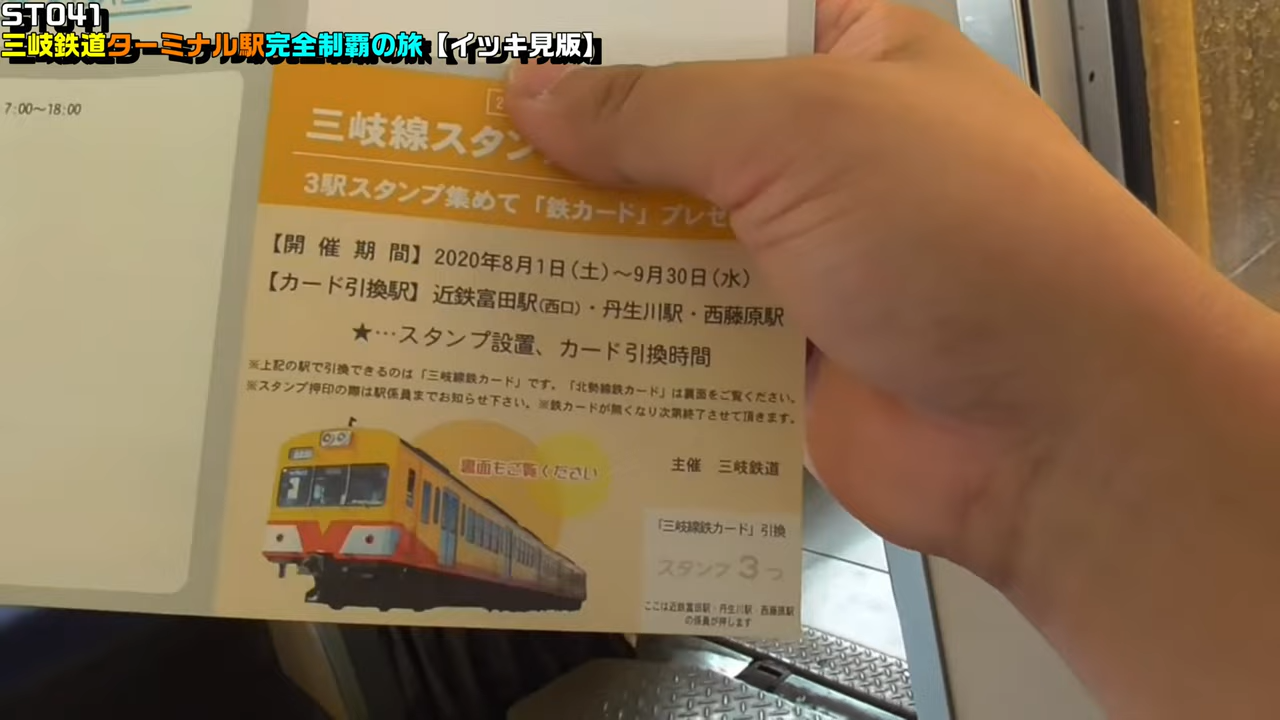 ST041
三岐鉄道ターミナル駅完全制覇の旅【イッキ見版】
7:00～18:00
三岐線スタン
3駅スタンプ集めて「鉄カード」プレゼ
【開催期間】2020年8月1日(土)～9月30日(水)
【カード引換駅】近鉄富田駅(西口)・丹生川駅・西藤原駅
★…スタンプ設置、カード引換時間
※上記の駅で引換できるのは「三岐線鉄カード」です。「北勢線鉄カード」は裏面をご覧ください。
※スタンプ押印の際は駅係員までお知らせ下さい。※鉄カードが無くなり次第終了させて頂きます。
裏面もご覧ください
主催 三岐鉄道
「三岐線鉄カード」引換
スタンプ3つ
ここは近鉄富田駅・丹生川駅・西藤原駅
の係員が押します